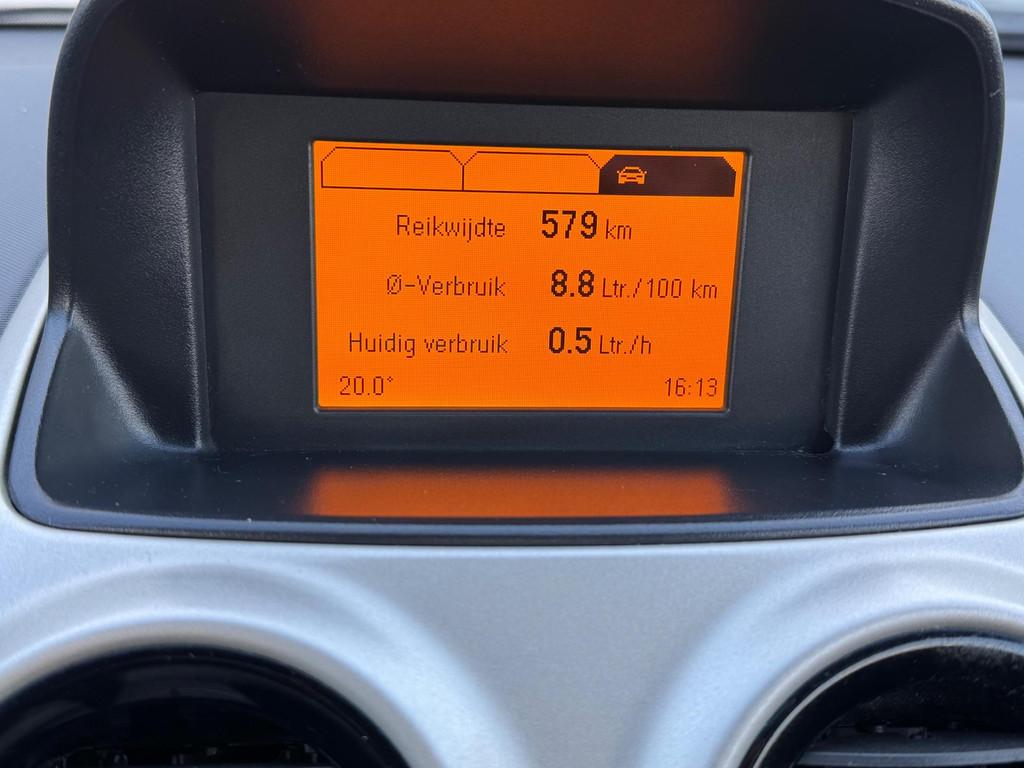 Reikwijdte 579 km
Ø-Verbruik 8.8 Ltr./100 km
Huidig verbruik 0.5 Ltr./h
20.0° 16:13